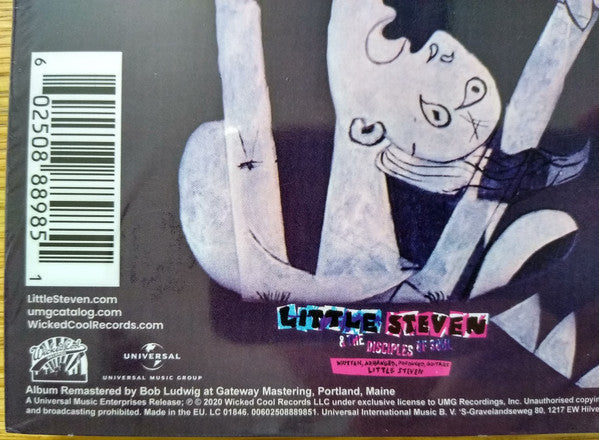 6 02508 88985 1
LittleSteven.com
umgcatalog.com
WickedCoolRecords.com
UNIVERSAL
UNIVERSAL MUSIC GROUP
LITTLE STEVEN
& THE DISCIPLES OF SOUL
WRITTEN, ARRANGED, PRODUCED, GUITARS
LITTLE STEVEN
Album Remastered by Bob Ludwig at Gateway Mastering, Portland, Maine
A Universal Music Enterprises Release; ℗ © 2020 Wicked Cool Records LLC under exclusive license to UMG Recordings, Inc. Unauthorised copyin
and broadcasting prohibited. Made in the EU. LC 01846. 00602508889851. Universal International Music B. V. 'S-Gravelandseweg 80, 1217 EW Hilve